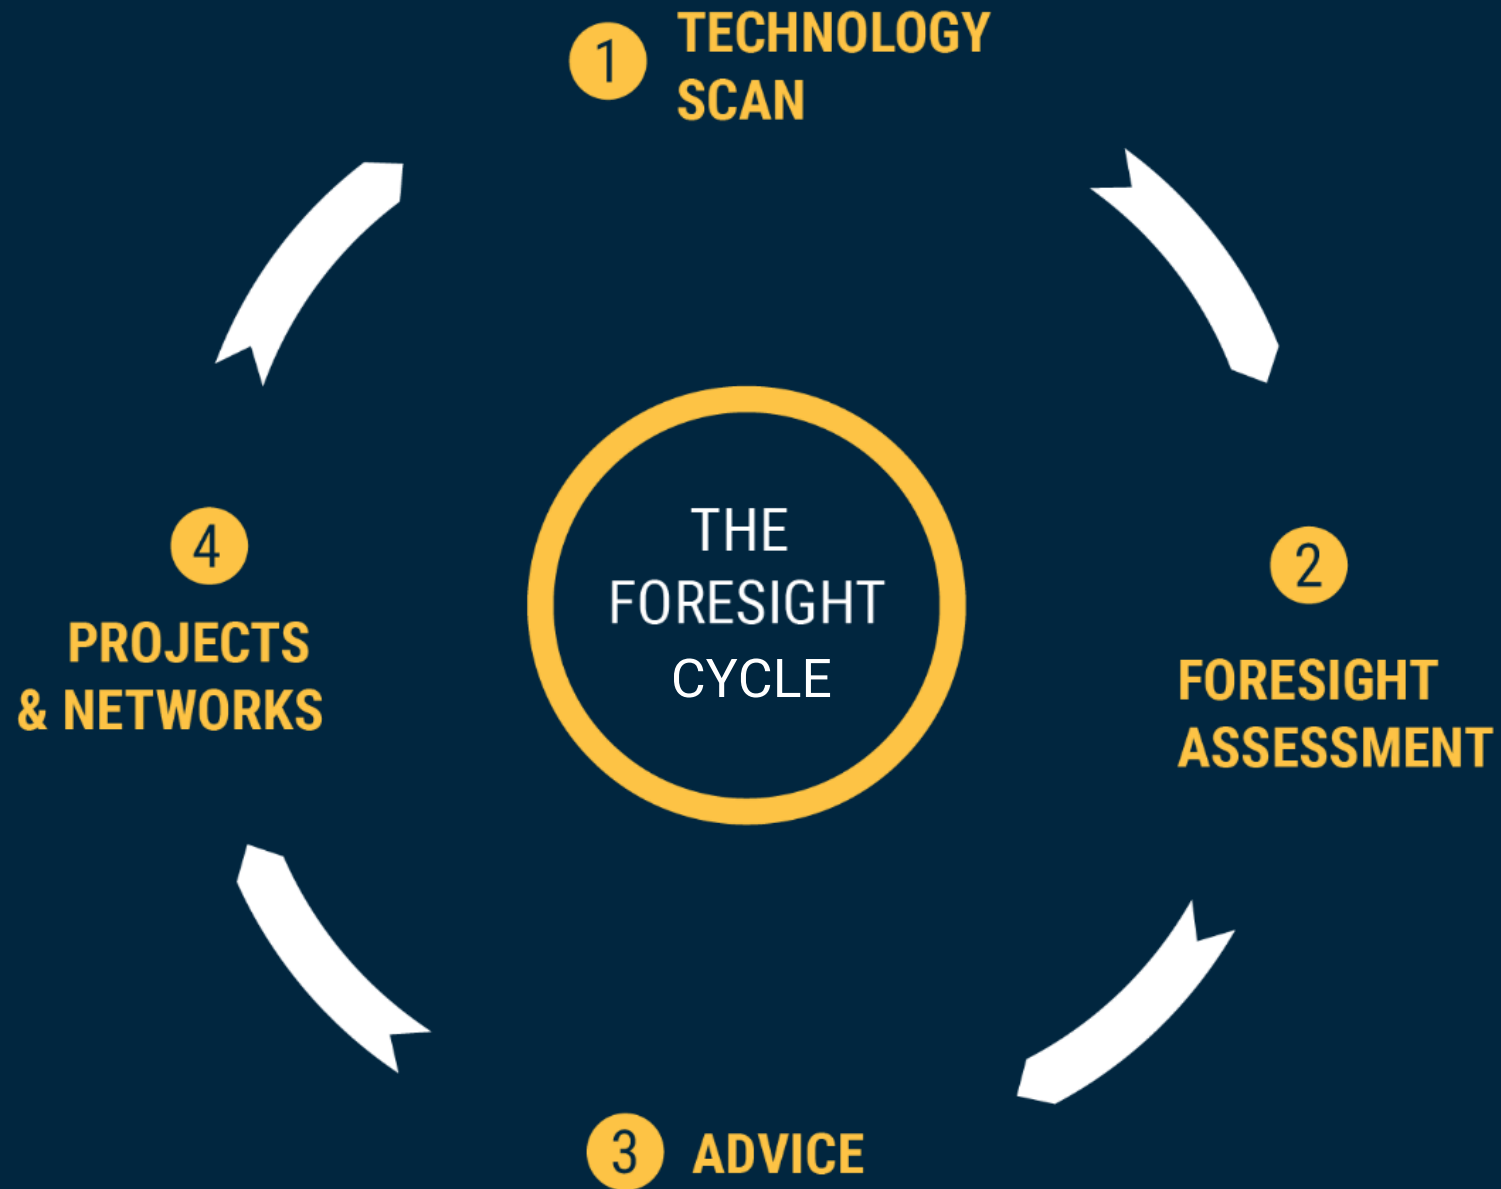 1 TECHNOLOGY
SCAN
2
FORESIGHT
ASSESSMENT
3 ADVICE
4
PROJECTS
& NETWORKS
THE
FORESIGHT
CYCLE